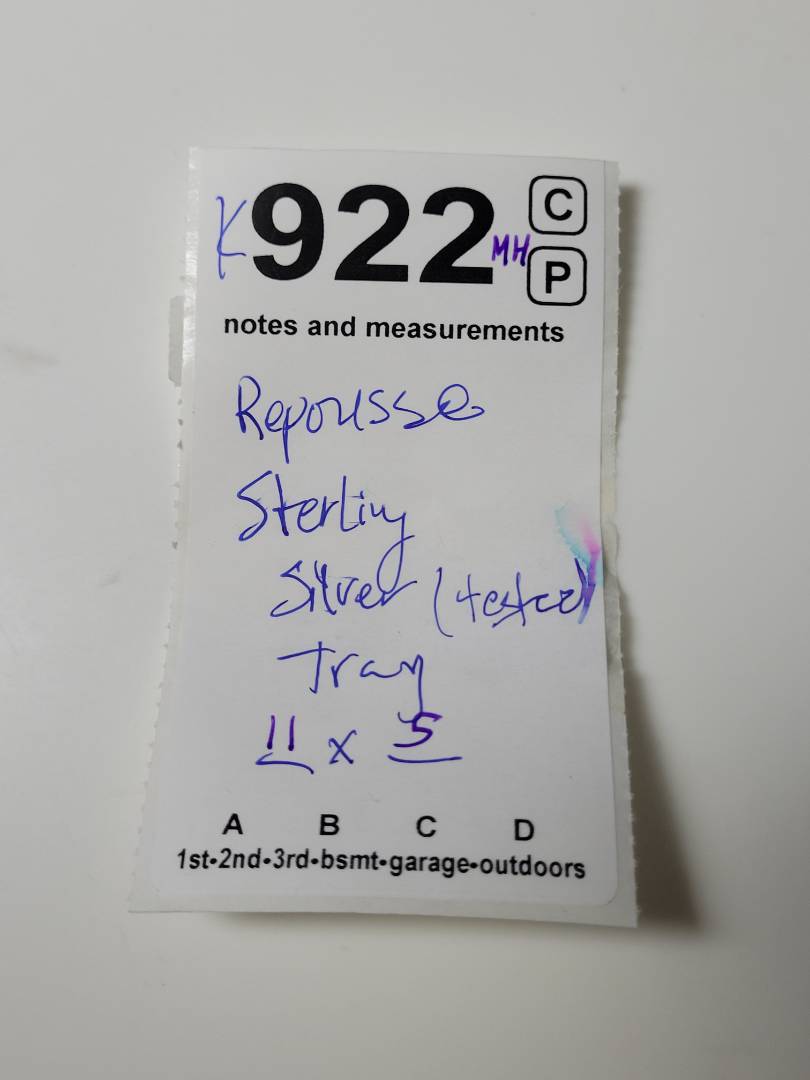 K922 MH C
P
notes and measurements
Repousse
Sterling
Silver (tested)
Tray
11 x 5
A B C D
1st•2nd•3rd•bsmt•garage•outdoors